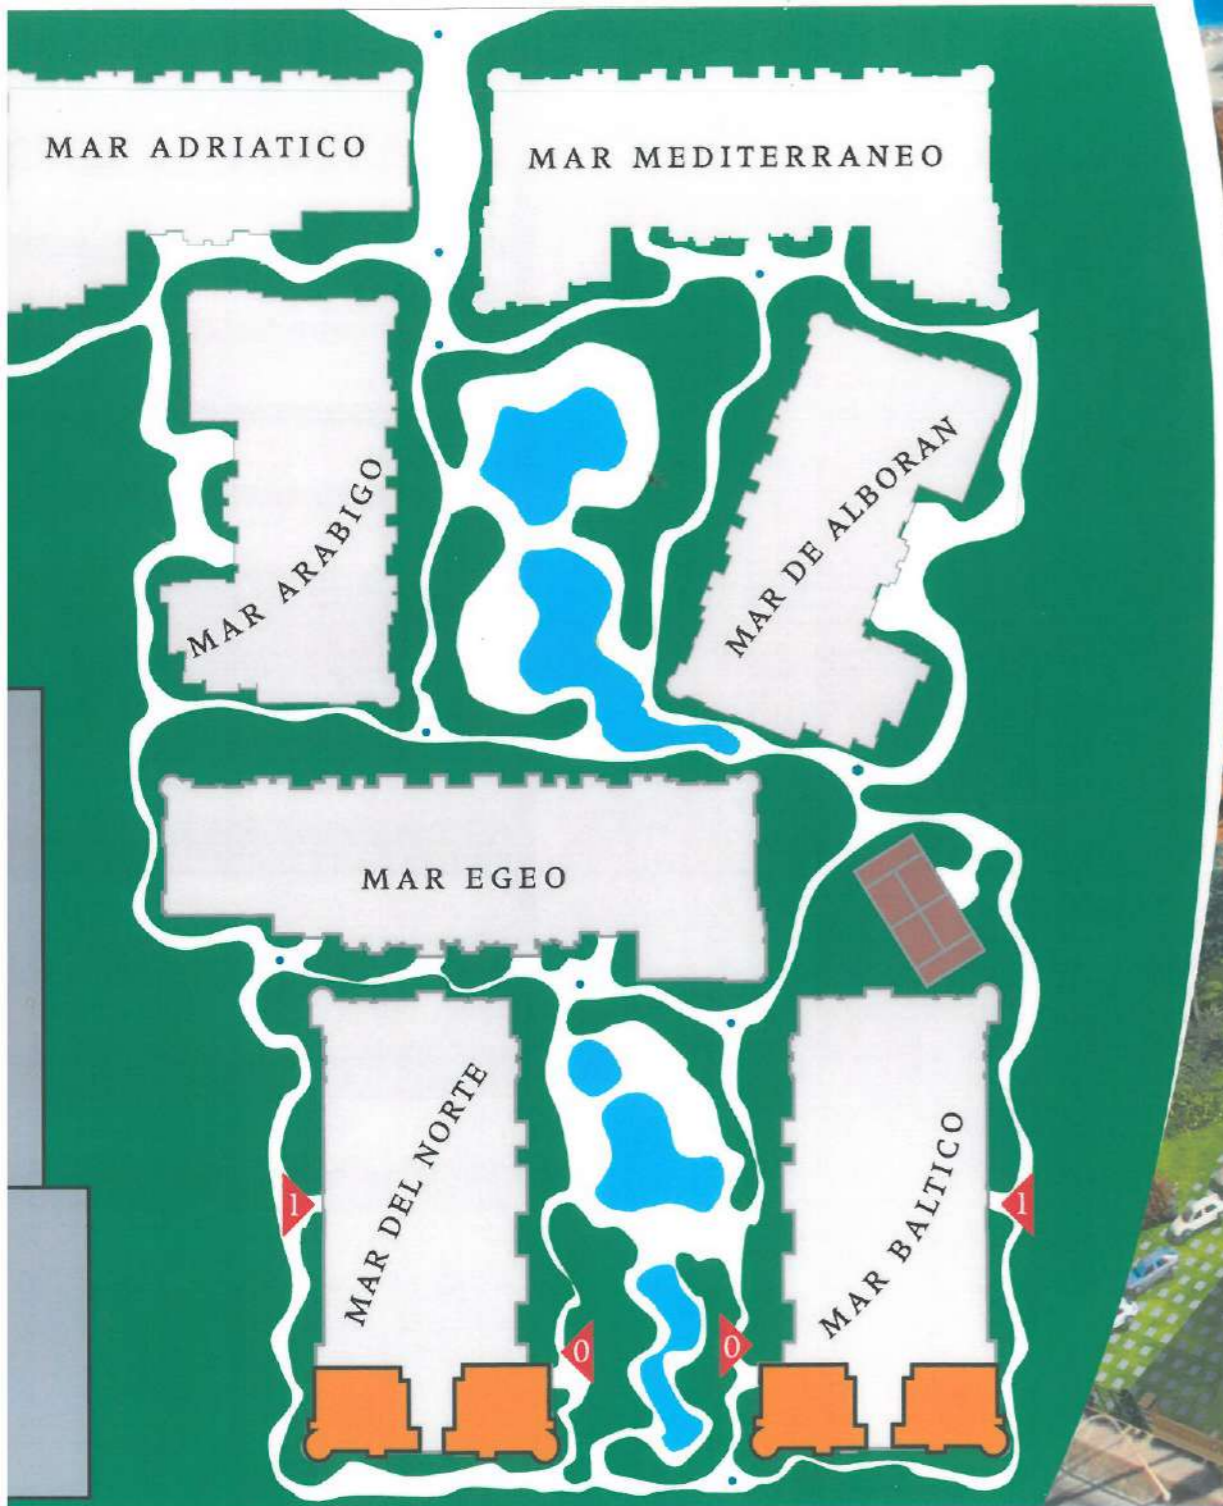 MAR ADRIATICO
MAR MEDITERRANEO
MAR ARABIGO
MAR DE ALBORAN
MAR EGEO
MAR DEL NORTE
MAR BALTICO
1
1
0
0